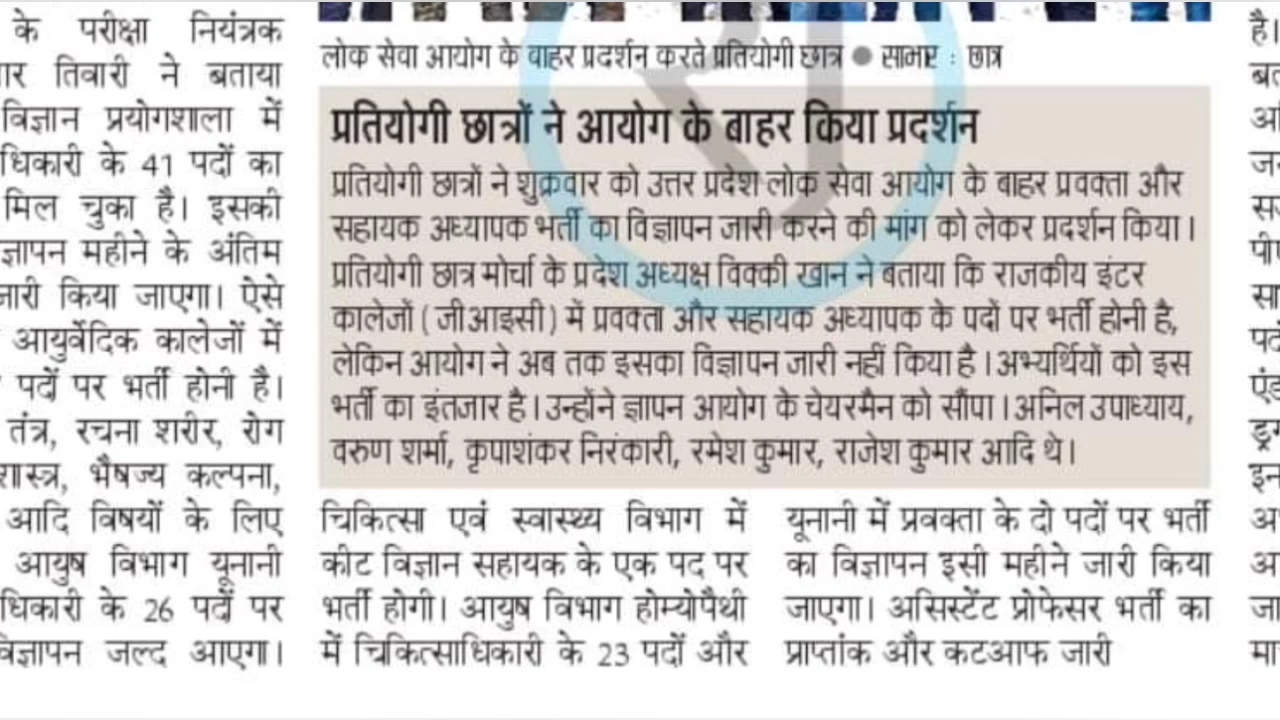 के परीक्षा नियंत्रक
तिवारी ने बताया
विज्ञान प्रयोगशाला में
के 41 पदों का
मिल चुका है। इसकी
महीने के अंतिम
किया जाएगा। ऐसे
आयुर्वेदिक कालेजों में
पदों पर भर्ती होनी है।
तंत्र, रचना शरीर, रोग
भैषज्य कल्पना,
आदि विषयों के लिए
आयुष विभाग यूनानी
के 26 पदों पर
जल्द आएगा।
लोक सेवा आयोग के बाहर प्रदर्शन करते प्रतियोगी छात्र ● साभार : छात्र
प्रतियोगी छात्रों ने आयोग के बाहर किया प्रदर्शन
प्रतियोगी छात्रों ने शुक्रवार को उत्तर प्रदेश लोक सेवा आयोग के बाहर प्रवक्ता और
सहायक अध्यापक भर्ती का विज्ञापन जारी करने की मांग को लेकर प्रदर्शन किया।
प्रतियोगी छात्र मोर्चा के प्रदेश अध्यक्ष विक्की खान ने बताया कि राजकीय इंटर
कालेजों (जीआइसी) में प्रवक्ता और सहायक अध्यापक के पदों पर भर्ती होनी है,
लेकिन आयोग ने अब तक इसका विज्ञापन जारी नहीं किया है। अभ्यर्थियों को इस
भर्ती का इंतजार है। उन्होंने ज्ञापन आयोग के चेयरमैन को सौंपा। अनिल उपाध्याय,
वरुण शर्मा, कृपाशंकर निरंकारी, रमेश कुमार, राजेश कुमार आदि थे।
चिकित्सा एवं स्वास्थ्य विभाग में
कीट विज्ञान सहायक के एक पद पर
भर्ती होगी। आयुष विभाग होम्योपैथी
में चिकित्साधिकारी के 23 पदों और
यूनानी में प्रवक्ता के दो पदों पर भर्ती
का विज्ञापन इसी महीने जारी किया
जाएगा। असिस्टेंट प्रोफेसर भर्ती का
प्राप्तांक और कटआफ जारी
है।